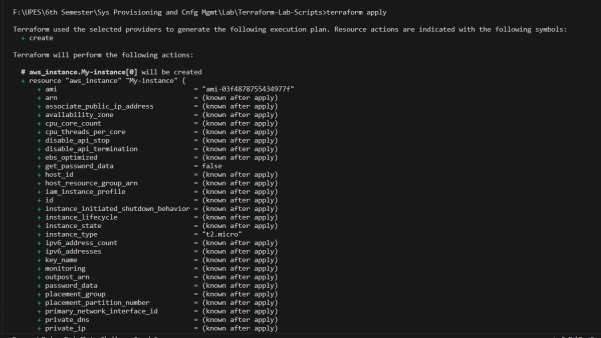 F:\UPES\6th Semester\Sys Provisioning and Cnfg Mgmt\Lab\Terraform-Lab-Scripts>terraform apply
Terraform used the selected providers to generate the following execution plan. Resource actions are indicated with the following symbols:
+ create
Terraform will perform the following actions:
# aws_instance.My-instance[0] will be created
+ resource "aws_instance" "My-instance" {
+ ami = "ami-03f4878755434977f"
+ arn = (known after apply)
+ associate_public_ip_address = (known after apply)
+ availability_zone = (known after apply)
+ cpu_core_count = (known after apply)
+ cpu_threads_per_core = (known after apply)
+ disable_api_stop = (known after apply)
+ disable_api_termination = (known after apply)
+ ebs_optimized = (known after apply)
+ get_password_data = false
+ host_id = (known after apply)
+ host_resource_group_arn = (known after apply)
+ iam_instance_profile = (known after apply)
+ id = (known after apply)
+ instance_initiated_shutdown_behavior = (known after apply)
+ instance_lifecycle = (known after apply)
+ instance_state = (known after apply)
+ instance_type = "t2.micro"
+ ipv6_address_count = (known after apply)
+ ipv6_addresses = (known after apply)
+ key_name = (known after apply)
+ monitoring = (known after apply)
+ outpost_arn = (known after apply)
+ password_data = (known after apply)
+ placement_group = (known after apply)
+ placement_partition_number = (known after apply)
+ primary_network_interface_id = (known after apply)
+ private_dns = (known after apply)
+ private_ip = (known after apply)